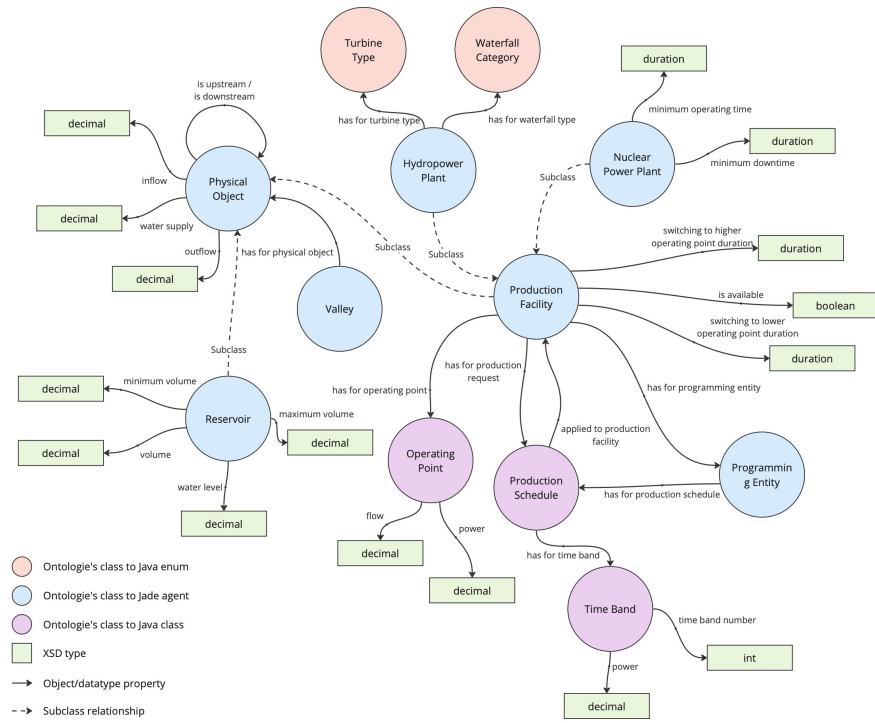 Turbine
Type
Waterfall
Category
duration
is upstream /
is downstream
minimum operating time
decimal
has for turbine type
has for waterfall type
duration
Physical
Object
Hydropower
Plant
Nuclear
Power Plant
minimum downtime
inflow
Subclass
decimal
water supply
switching to higher
operating point duration
duration
outflow
has for physical object
Subclass
Subclass
decimal
Valley
Production
Facility
is available
boolean
switching to lower
operating point duration
duration
Subclass
has for production
request
decimal
minimum volume
has for operating point
has for programming entity
Reservoir
maximum volume
applied to production
facility
decimal
volume
decimal
Operating
Point
Production
Schedule
Programmin
g Entity
water level
has for production schedule
decimal
flow
power
decimal
has for time band
decimal
Ontologie's class to Java enum
Ontologie's class to Jade agent
Ontologie's class to Java class
XSD type
Object/datatype property
Subclass relationship
Time Band
time band number
int
power
decimal